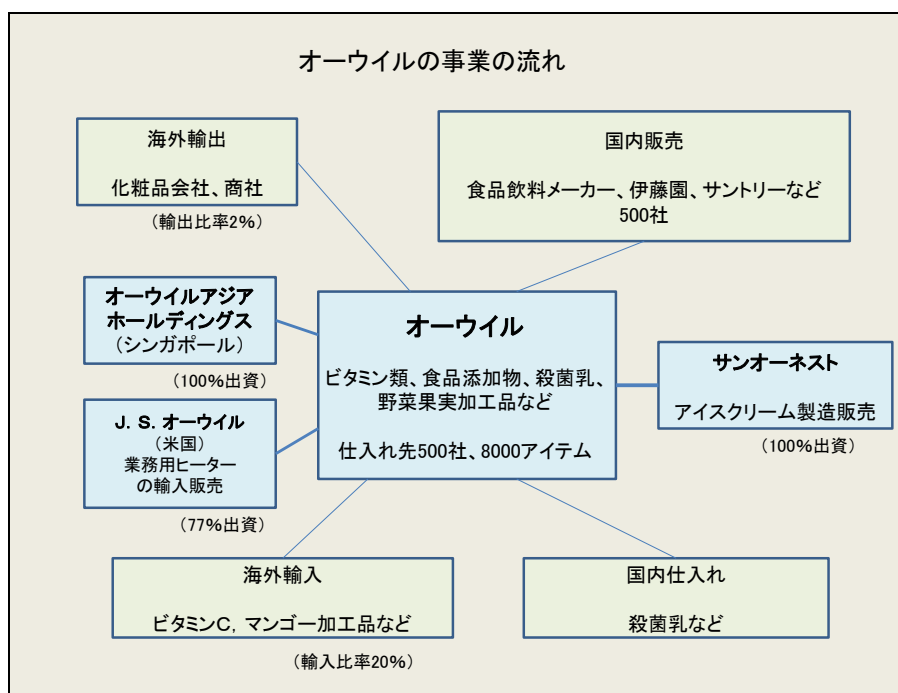 オーウイルの事業の流れ
海外輸出
化粧品会社、商社
（輸出比率2%）
国内販売
食品飲料メーカー、伊藤園、サントリーなど
500社
オーウイルアジア
ホールディングス
（シンガポール）
（100%出資）
J. S. オーウイル
（米国）
業務用ヒーター
の輸入販売
（77%出資）
オーウイル
ビタミン類、食品添加物、殺菌乳、
野菜果実加工品など
仕入れ先500社、8000アイテム
サンオーネスト
アイスクリーム製造販売
（100%出資）
海外輸入
ビタミンC，マンゴー加工品など
（輸入比率20%）
国内仕入れ
殺菌乳など